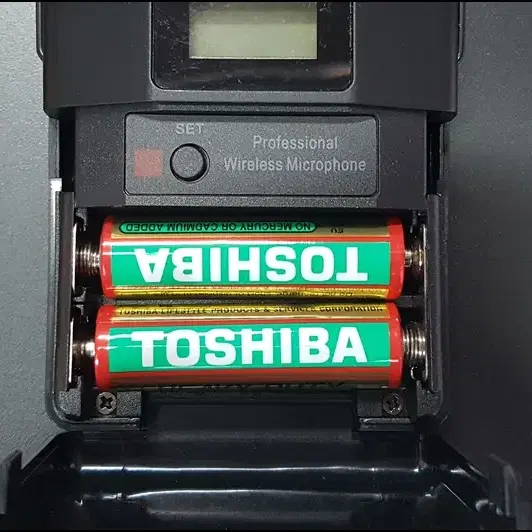 SET
Professional
Wireless Microphone
NO MERCURY OR CADMIUM ADDED
TOSHIBA
TOSHIBA LIFESTYLE PRODUCTS & SERVICES CORPORATION
TOSHIBA